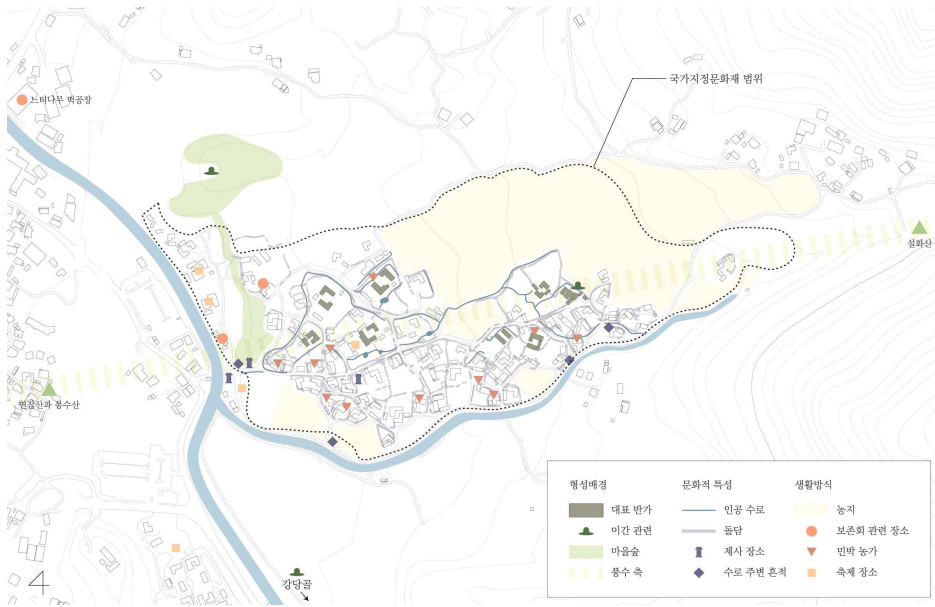 국가지정문화재 범위
느티나무 떡공장
설화산
면잠산과 봉수산
강당골
4
형성배경
문화적 특성
생활방식
대표 반가
인공 수로
농지
이간 관련
돌담
보존회 관련 장소
마을숲
제사 장소
민박 농가
풍수 축
수로 주변 흔적
축제 장소